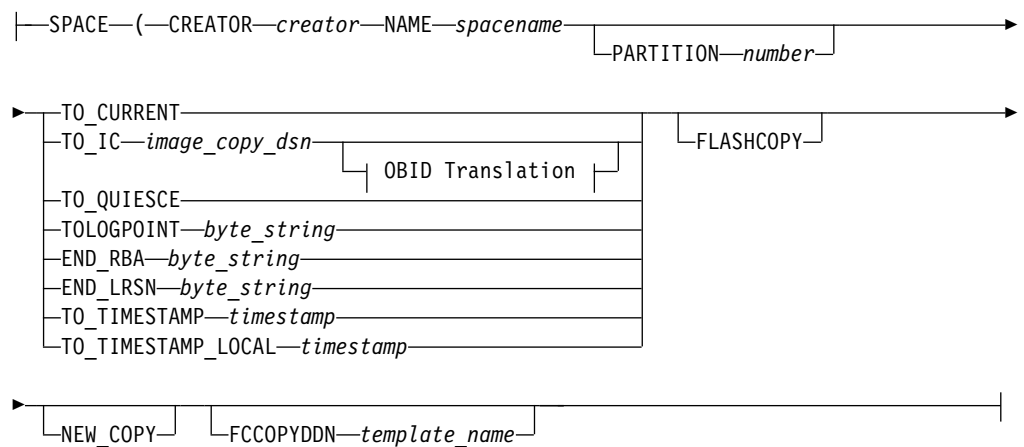 SPACE ( CREATOR creator NAME spacename
PARTITION number
TO_CURRENT
TO_IC image_copy_dsn
FLASHCOPY
OBID Translation
TO_QUIESCE
TOLOGPOINT byte_string
END_RBA byte_string
END_LRSN byte_string
TO_TIMESTAMP timestamp
TO_TIMESTAMP_LOCAL timestamp
NEW_COPY FCCOPYDDN template_name